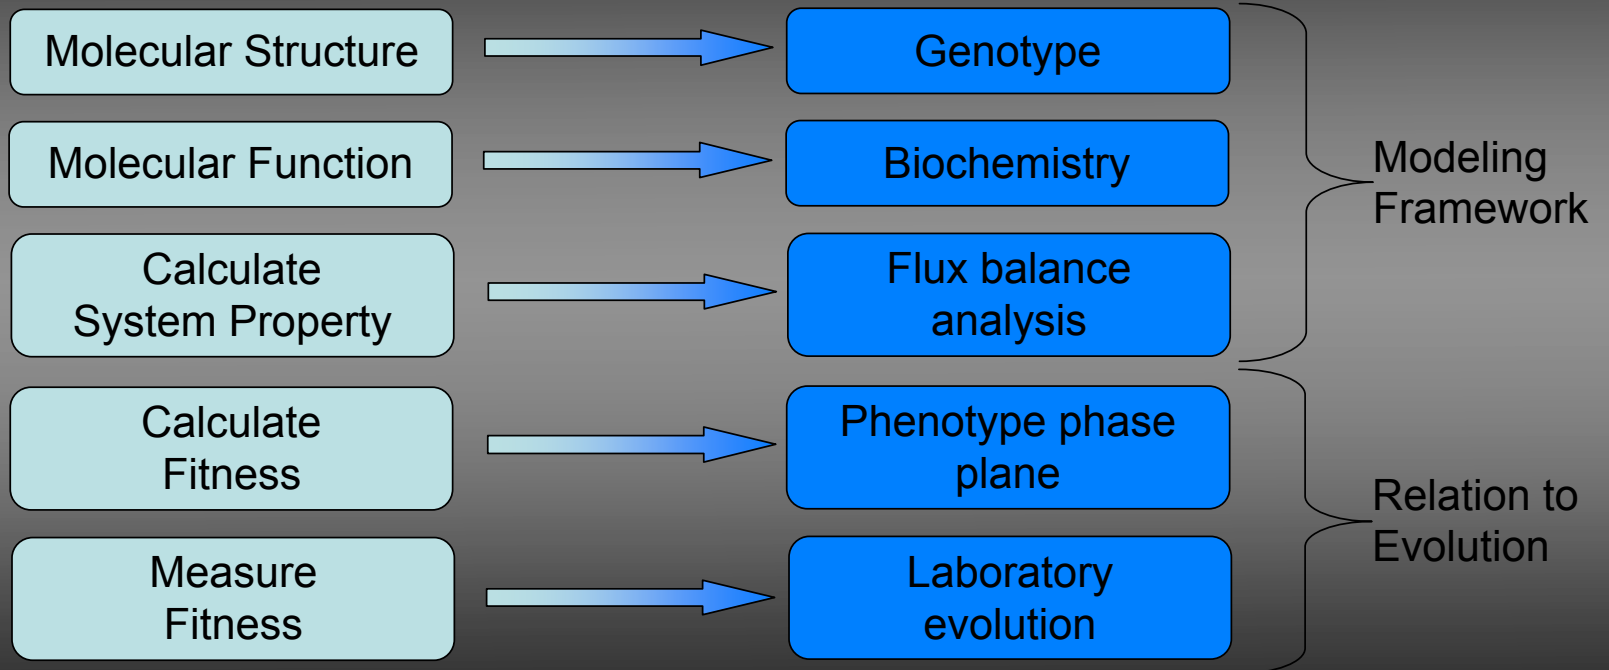 Molecular Structure
Genotype
Molecular Function
Biochemistry
Calculate
System Property
Flux balance
analysis
Modeling
Framework
Calculate
Fitness
Phenotype phase
plane
Measure
Fitness
Laboratory
evolution
Relation to
Evolution